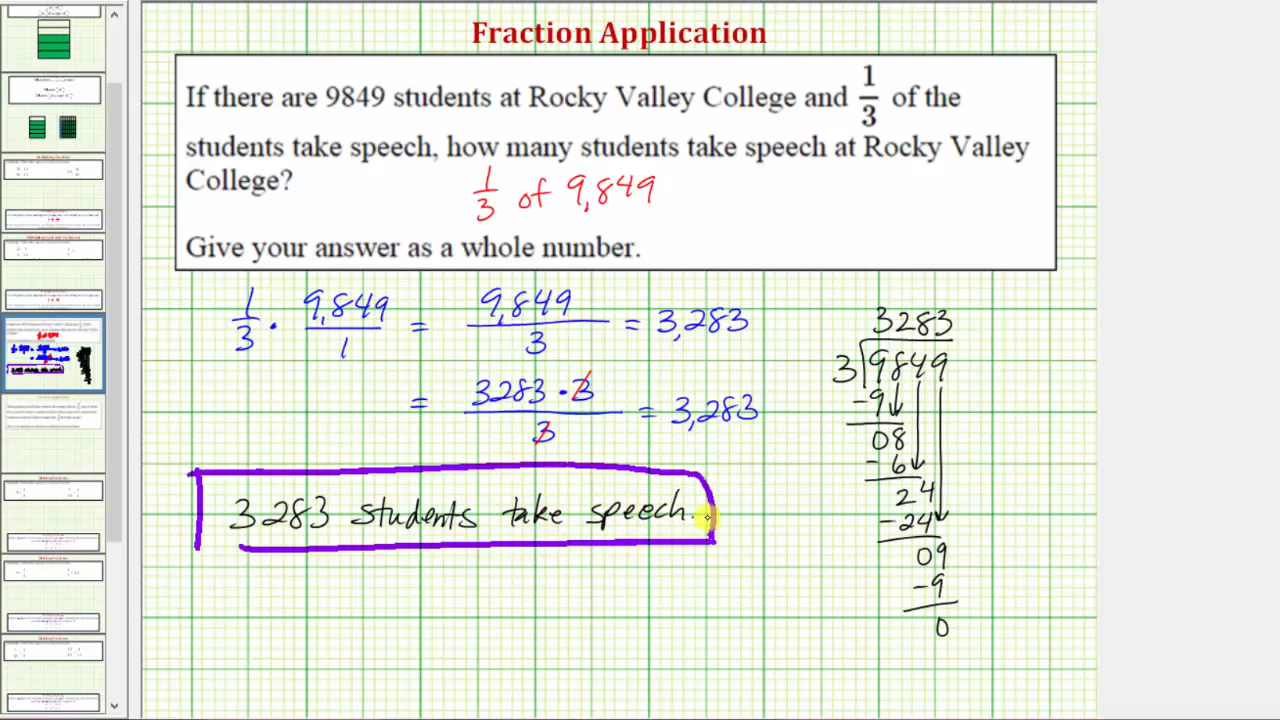 Fraction Application
If there are 9849 students at Rocky Valley College and 1/3 of the
students take speech, how many students take speech at Rocky Valley
College?
1/3 of 9,849
Give your answer as a whole number.
1/3 · 9,849/1 = 9,849/3 = 3,283
= 3283 · 3/3 = 3,283
3283 students take speech.
3283
3 9849
-9
08
-6
24
-24
09
-9
0